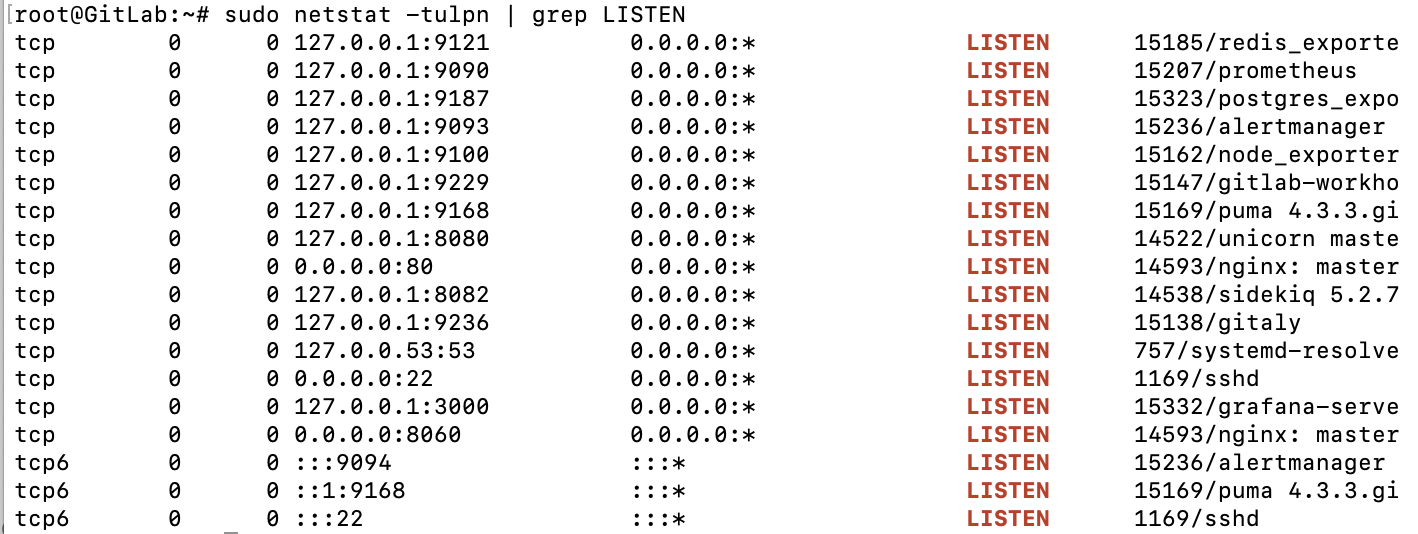 [root@GitLab:~# sudo netstat -tulpn | grep LISTEN
tcp 0 0 127.0.0.1:9121 0.0.0.0:* LISTEN 15185/redis_exporte
tcp 0 0 127.0.0.1:9090 0.0.0.0:* LISTEN 15207/prometheus
tcp 0 0 127.0.0.1:9187 0.0.0.0:* LISTEN 15323/postgres_expo
tcp 0 0 127.0.0.1:9093 0.0.0.0:* LISTEN 15236/alertmanager
tcp 0 0 127.0.0.1:9100 0.0.0.0:* LISTEN 15162/node_exporter
tcp 0 0 127.0.0.1:9229 0.0.0.0:* LISTEN 15147/gitlab-workho
tcp 0 0 127.0.0.1:9168 0.0.0.0:* LISTEN 15169/puma 4.3.3.gi
tcp 0 0 127.0.0.1:8080 0.0.0.0:* LISTEN 14522/unicorn maste
tcp 0 0 0.0.0.0:80 0.0.0.0:* LISTEN 14593/nginx: master
tcp 0 0 127.0.0.1:8082 0.0.0.0:* LISTEN 14538/sidekiq 5.2.7
tcp 0 0 127.0.0.1:9236 0.0.0.0:* LISTEN 15138/gitaly
tcp 0 0 127.0.0.53:53 0.0.0.0:* LISTEN 757/systemd-resolve
tcp 0 0 0.0.0.0:22 0.0.0.0:* LISTEN 1169/sshd
tcp 0 0 127.0.0.1:3000 0.0.0.0:* LISTEN 15332/grafana-serve
tcp 0 0 0.0.0.0:8060 0.0.0.0:* LISTEN 14593/nginx: master
tcp6 0 0 :::9094 :::* LISTEN 15236/alertmanager
tcp6 0 0 ::1:9168 :::* LISTEN 15169/puma 4.3.3.gi
tcp6 0 0 :::22 :::* LISTEN 1169/sshd